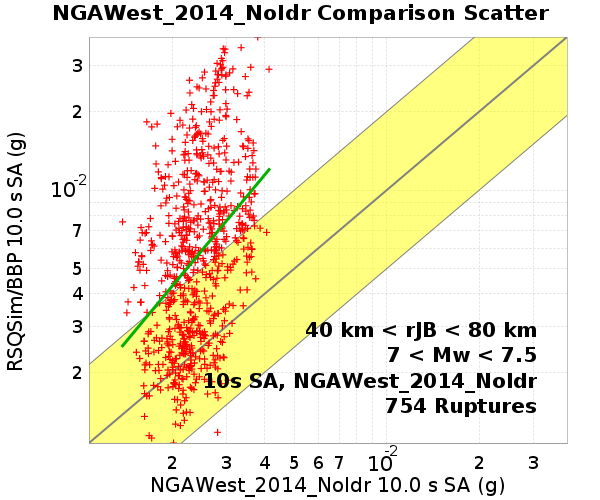 NGAWest_2014_NoIdr Comparison Scatter
RSQSim/BBP 10.0 s SA (g)
3
2
10-2
7
5
4
3
2
40 km < rJB < 80 km
7 < Mw < 7.5
10s SA, NGAWest_2014_NoIdr
754 Ruptures
2 3 4 5 6 7 10-2 2 3
NGAWest_2014_NoIdr 10.0 s SA (g)